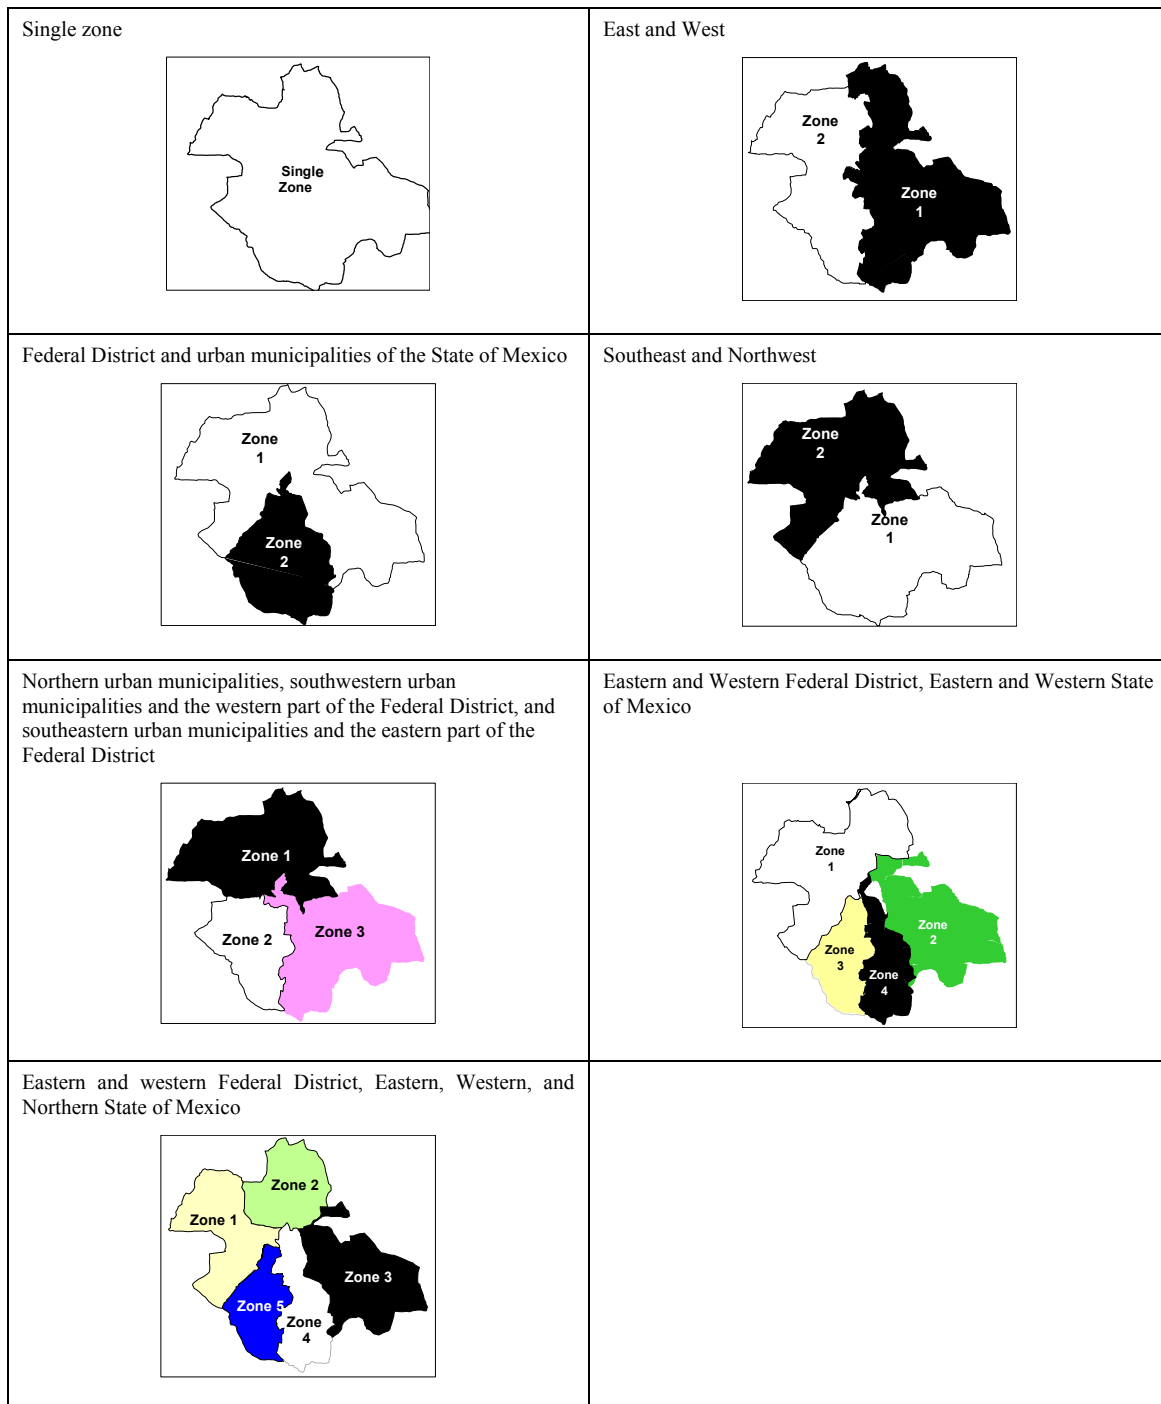 Single zone
Single
Zone
East and West
Zone
2
Zone
1
Federal District and urban municipalities of the State of Mexico
Zone
1
Zone
2
Southeast and Northwest
Zone
2
Zone
1
Northern urban municipalities, southwestern urban
municipalities and the western part of the Federal District, and
southeastern urban municipalities and the eastern part of the
Federal District
Zone 1
Zone 2
Zone 3
Eastern and Western Federal District, Eastern and Western State
of Mexico
Zone
1
Zone
2
Zone
3
Zone
4
Eastern and western Federal District, Eastern, Western, and
Northern State of Mexico
Zone 2
Zone 1
Zone 3
Zone 5
Zone
4